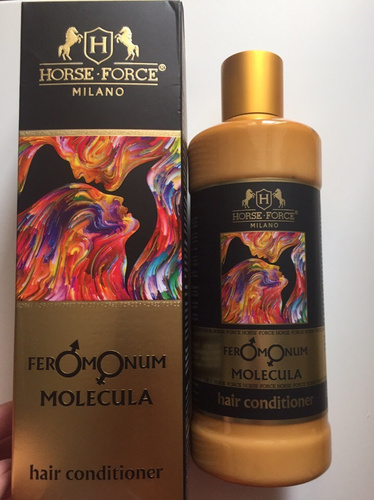 H
HORSE·FORCE®
MILANO
FEROMONUM
MOLECULA
hair conditioner
H
HORSE·FORCE®
MILANO
FEROMONUM
MOLECULA
hair conditioner